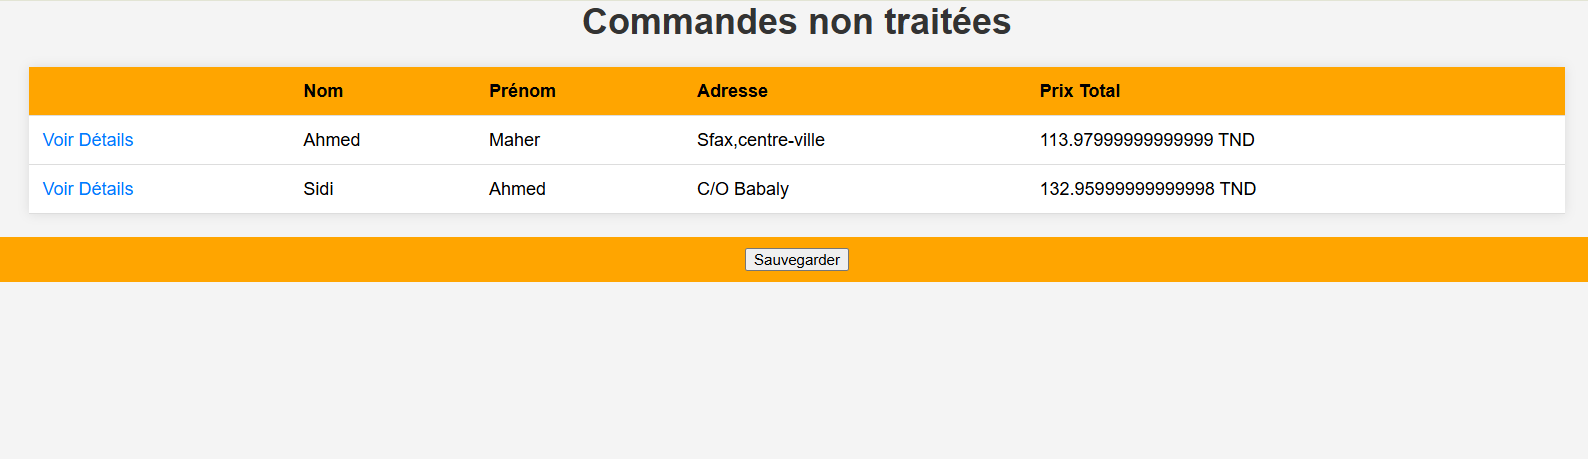 Commandes non traitées
Nom Prénom Adresse Prix Total
Voir Détails Ahmed Maher Sfax,centre-ville 113.97999999999999 TND
Voir Détails Sidi Ahmed C/O Babaly 132.95999999999998 TND
Sauvegarder